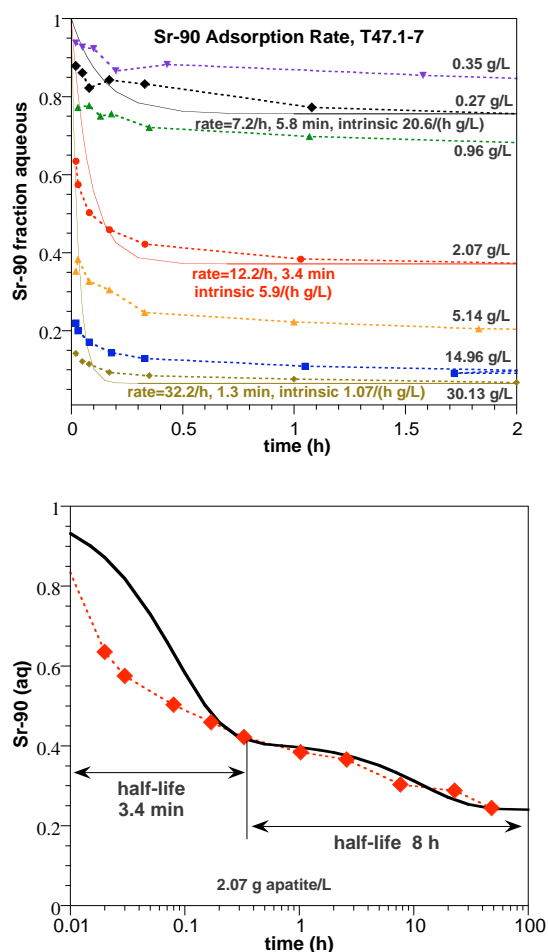 Sr-90 Adsorption Rate, T47.1-7
1
0.8
0.6
0.4
0.2
Sr-90 fraction aqueous
0.35 g/L
0.27 g/L
rate=7.2/h, 5.8 min, intrinsic 20.6/(h g/L)
0.96 g/L
2.07 g/L
rate=12.2/h, 3.4 min
intrinsic 5.9/(h g/L)
5.14 g/L
14.96 g/L
rate=32.2/h, 1.3 min, intrinsic 1.07/(h g/L)
30.13 g/L
0 0.5 1 1.5 2
time (h)
1
0.8
0.6
0.4
0.2
0
Sr-90 (aq)
half-life
3.4 min
half-life 8 h
2.07 g apatite/L
0.01 0.1 1 10 100
time (h)